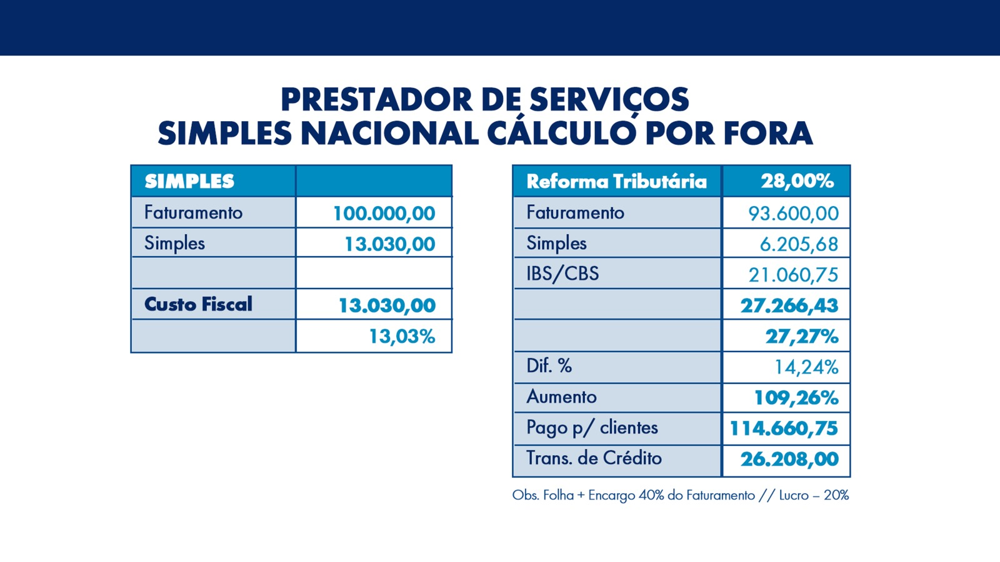 PRESTADOR DE SERVIÇOS
SIMPLES NACIONAL CÁLCULO POR FORA
SIMPLES
Faturamento 100.000,00
Simples 13.030,00
Custo Fiscal 13.030,00
13,03%
Reforma Tributária 28,00%
Faturamento 93.600,00
Simples 6.205,68
IBS/CBS 21.060,75
27.266,43
27,27%
Dif. % 14,24%
Aumento 109,26%
Pago p/ clientes 114.660,75
Trans. de Crédito 26.208,00
Obs. Folha + Encargo 40% do Faturamento // Lucro – 20%